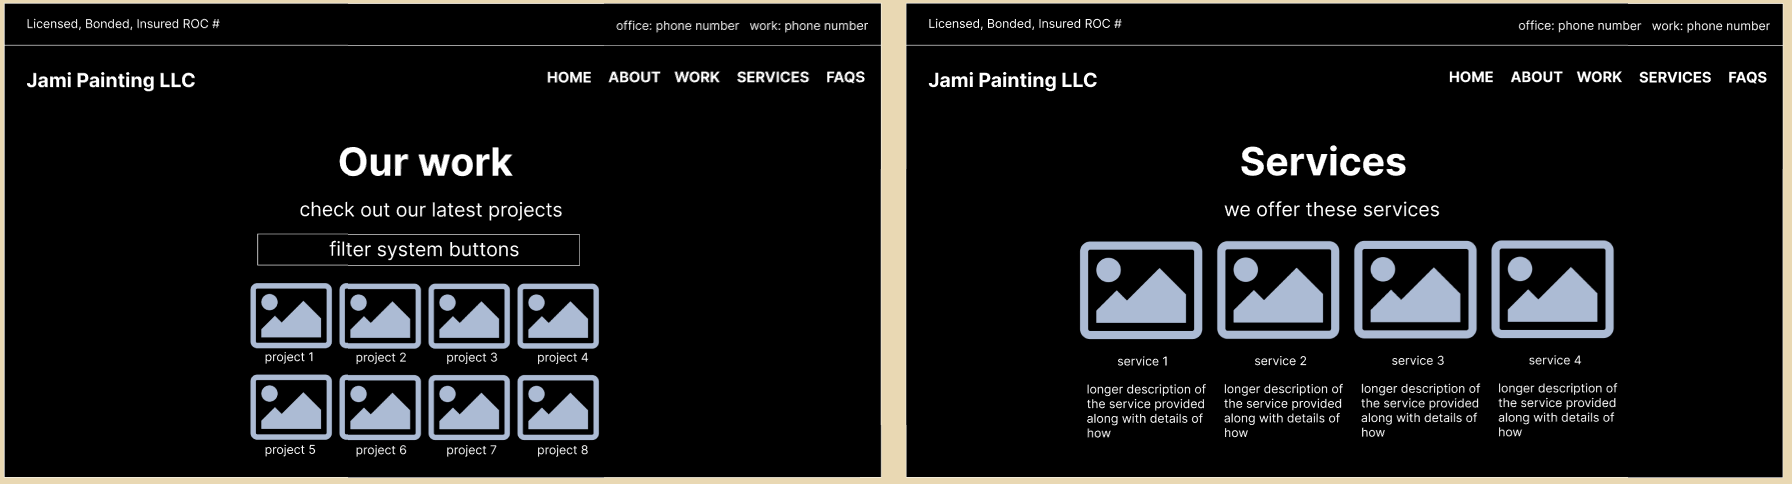 Licensed, Bonded, Insured ROC #
office: phone number work: phone number
Jami Painting LLC
HOME ABOUT WORK SERVICES FAQS
Our work
check out our latest projects
filter system buttons
project 1 project 2 project 3 project 4
project 5 project 6 project 7 project 8
Licensed, Bonded, Insured ROC #
office: phone number work: phone number
Jami Painting LLC
HOME ABOUT WORK SERVICES FAQS
Services
we offer these services
service 1
longer description of
the service provided
along with details of
how
service 2
longer description of
the service provided
along with details of
how
service 3
longer description of
the service provided
along with details of
how
service 4
longer description of
the service provided
along with details of
how